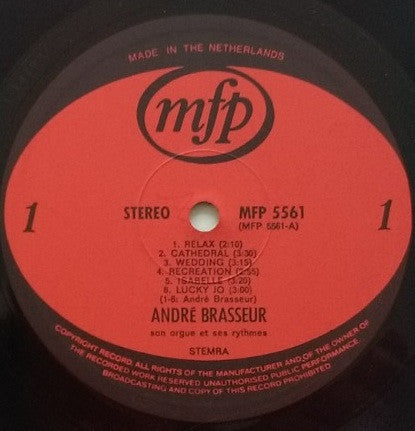 MADE IN THE NETHERLANDS
mfp
1
STEREO
MFP 5561
1
(MFP 5561-A)
1. RELAX (2:10)
2. CATHEDRAL (3:30)
3. WEDDING (3:15)
4. RECREATION (2:55)
5. ISABELLE (3:20)
6. LUCKY JO (3:00)
(1-6: André Brasseur)
ANDRÉ BRASSEUR
son orgue et ses rythmes
STEMRA
COPYRIGHT RECORD. ALL RIGHTS OF THE MANUFACTURER AND OF THE OWNER OF
THE RECORDED WORK RESERVED UNAUTHORISED PUBLIC PERFORMANCE.
BROADCASTING AND COPY OF THIS RECORD PROHIBITED